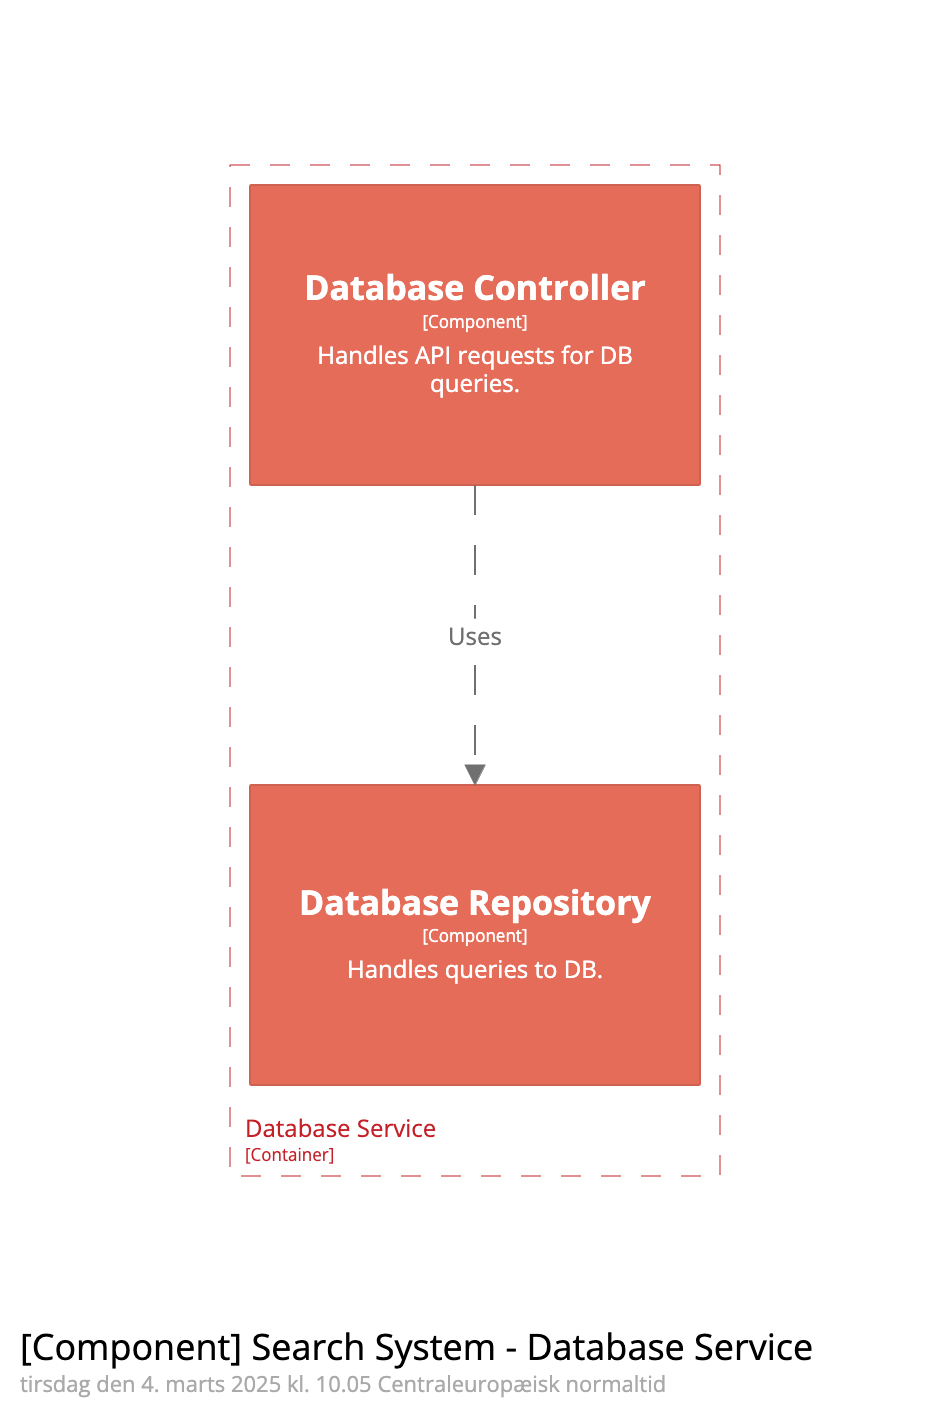 Database Controller
[Component]
Handles API requests for DB
queries.
Uses
Database Repository
[Component]
Handles queries to DB.
Database Service
[Container]
[Component] Search System - Database Service
tirsdag den 4. marts 2025 kl. 10.05 Centraleuropæisk normaltid